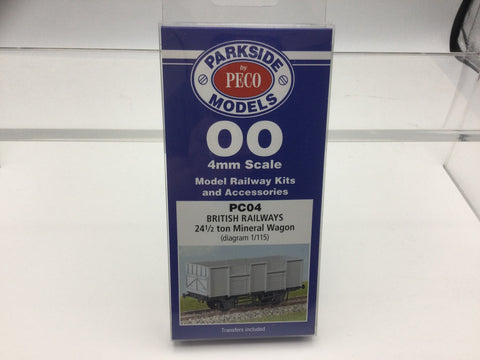 PARKSIDE
by
PECO
MODELS
OO
4mm Scale
Model Railway Kits
and Accessories
PC04
BRITISH RAILWAYS
24½ ton Mineral Wagon
(diagram 1/115)
Transfers included